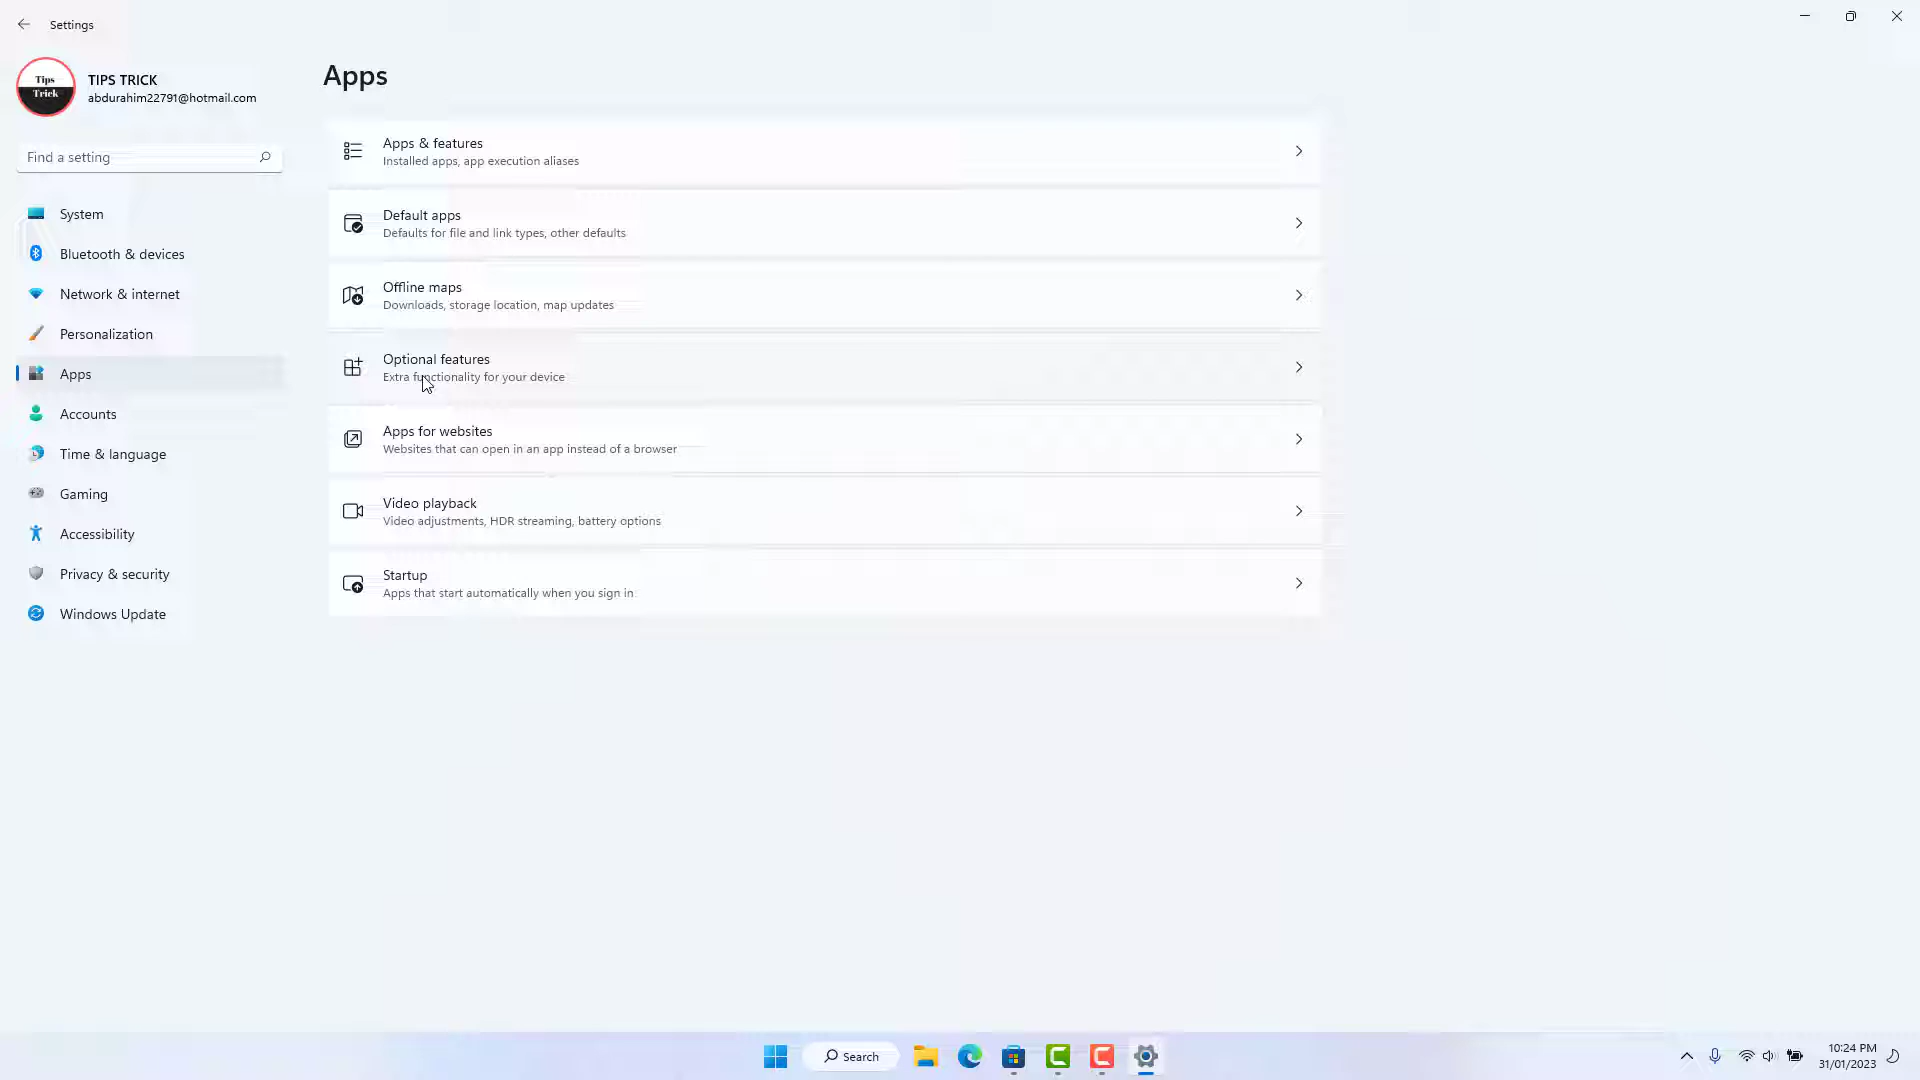 Settings
Tips
Trick
TIPS TRICK
abdurahim22791@hotmail.com
Find a setting
System
Bluetooth & devices
Network & internet
Personalization
Apps
Accounts
Time & language
Gaming
Accessibility
Privacy & security
Windows Update
Apps
Apps & features
Installed apps, app execution aliases
Default apps
Defaults for file and link types, other defaults
Offline maps
Downloads, storage location, map updates
Optional features
Extra functionality for your device
Apps for websites
Websites that can open in an app instead of a browser
Video playback
Video adjustments, HDR streaming, battery options
Startup
Apps that start automatically when you sign in
Search
10:24 PM
31/01/2023